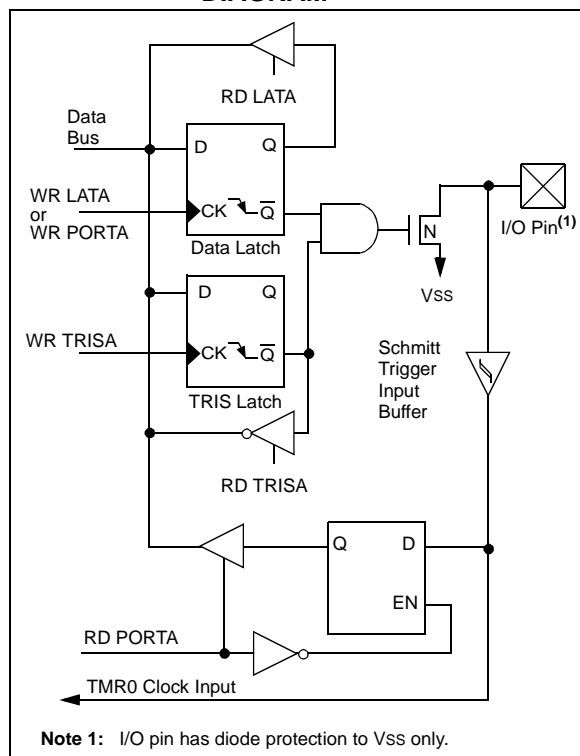 RD LATA
Data
Bus
D Q
WR LATA
or
WR PORTA
CK Q
Data Latch
N
I/O Pin(1)
VSS
D Q
WR TRISA
CK Q
TRIS Latch
Schmitt
Trigger
Input
Buffer
RD TRISA
Q D
EN
RD PORTA
TMR0 Clock Input
Note 1: I/O pin has diode protection to VSS only.